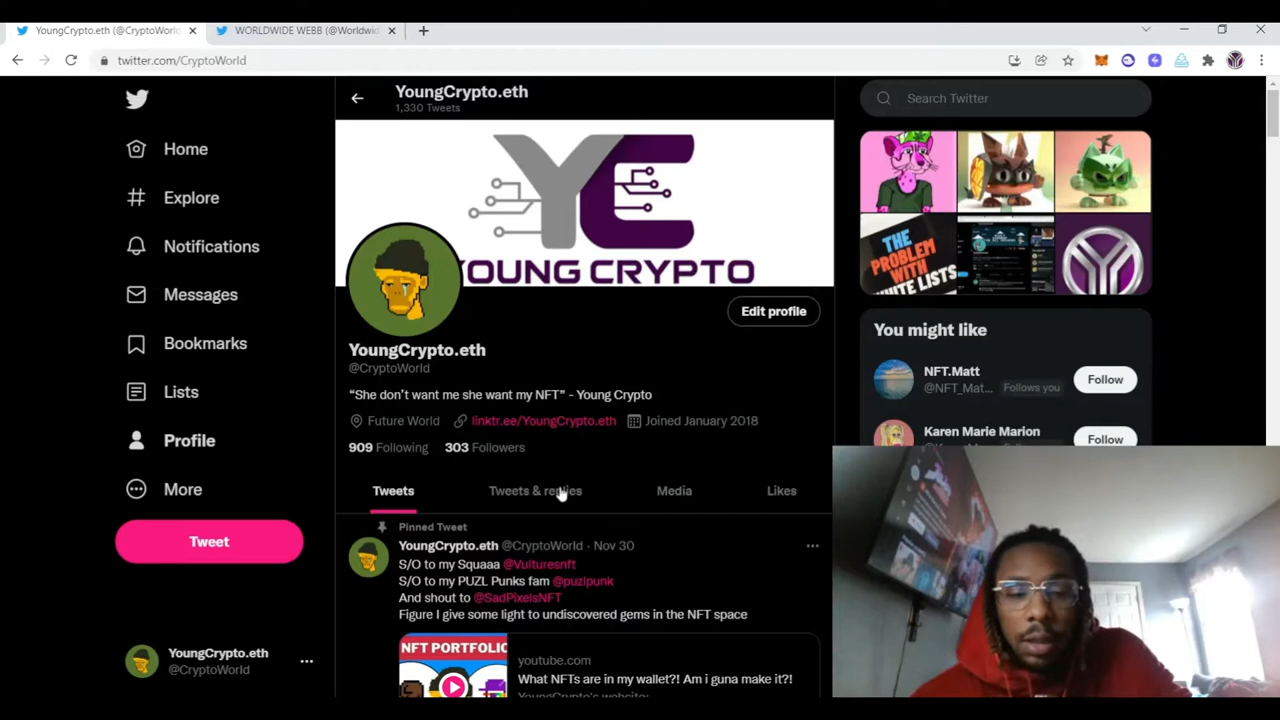 YoungCrypto.eth (@CryptoWorld
WORLDWIDE WEBB (@Worldwid
twitter.com/CryptoWorld
YoungCrypto.eth
1,330 Tweets
Search Twitter
Home
Explore
Notifications
Messages
Bookmarks
Lists
Profile
More
Tweet
YoungCrypto.eth
@CryptoWorld
YC
YOUNG CRYPTO
Edit profile
YoungCrypto.eth
@CryptoWorld
“She don’t want me she want my NFT” - Young Crypto
Future World linktr.ee/YoungCrypto.eth Joined January 2018
909 Following 303 Followers
Tweets Tweets & replies Media Likes
Pinned Tweet
YoungCrypto.eth @CryptoWorld · Nov 30
S/O to my Squaaa @Vulturesnft
S/O to my PUZL Punks fam @puzlpunk
And shout to @SadPixelsNFT
Figure I give some light to undiscovered gems in the NFT space
NFT PORTFOLIO
youtube.com
What NFTs are in my wallet?! Am i guna make it?!
YoungCrypto's website:
THE
PROBLEM
WITH
WHITE LISTS
You might like
NFT.Matt
@NFT_Mat... Follows you
Follow
Karen Marie Marion
Follow